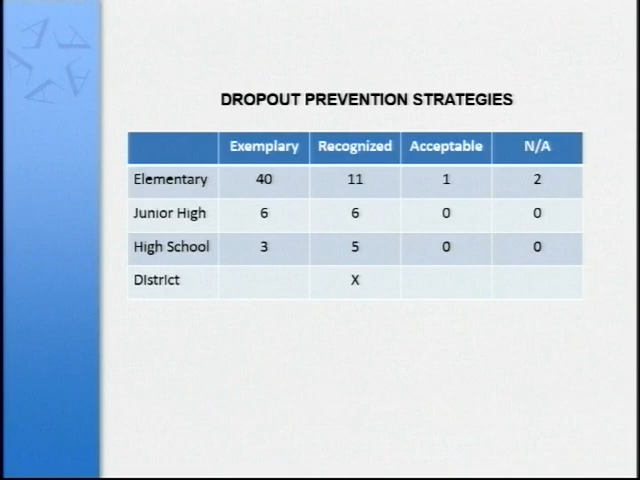 DROPOUT PREVENTION STRATEGIES
Exemplary Recognized Acceptable N/A
Elementary 40 11 1 2
Junior High 6 6 0 0
High School 3 5 0 0
District X